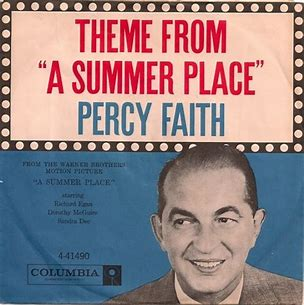 THEME FROM
"A SUMMER PLACE"
PERCY FAITH
FROM THE WARNER BROTHERS
MOTION PICTURE
"A SUMMER PLACE"
starring
Richard Egan
Dorothy McGuire
Sandra Dee
4-41490
COLUMBIA